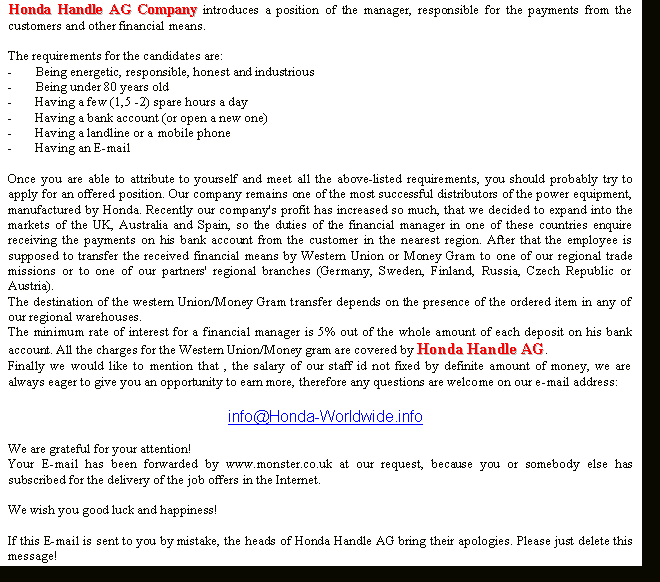 Honda Handle AG Company introduces a position of the manager, responsible for the payments from the
customers and other financial means.
The requirements for the candidates are:
- Being energetic, responsible, honest and industrious
- Being under 80 years old
- Having a few (1,5 -2) spare hours a day
- Having a bank account (or open a new one)
- Having a landline or a mobile phone
- Having an E-mail
Once you are able to attribute to yourself and meet all the above-listed requirements, you should probably try to
apply for an offered position. Our company remains one of the most successful distributors of the power equipment,
manufactured by Honda. Recently our company's profit has increased so much, that we decided to expand into the
markets of the UK, Australia and Spain, so the duties of the financial manager in one of these countries enquire
receiving the payments on his bank account from the customer in the nearest region. After that the employee is
supposed to transfer the received financial means by Western Union or Money Gram to one of our regional trade
missions or to one of our partners' regional branches (Germany, Sweden, Finland, Russia, Czech Republic or
Austria).
The destination of the western Union/Money Gram transfer depends on the presence of the ordered item in any of
our regional warehouses.
The minimum rate of interest for a financial manager is 5% out of the whole amount of each deposit on his bank
account. All the charges for the Western Union/Money gram are covered by Honda Handle AG.
Finally we would like to mention that , the salary of our staff id not fixed by definite amount of money, we are
always eager to give you an opportunity to earn more, therefore any questions are welcome on our e-mail address:
info@Honda-Worldwide.info
We are grateful for your attention!
Your E-mail has been forwarded by www.monster.co.uk at our request, because you or somebody else has
subscribed for the delivery of the job offers in the Internet.
We wish you good luck and happiness!
If this E-mail is sent to you by mistake, the heads of Honda Handle AG bring their apologies. Please just delete this
message!